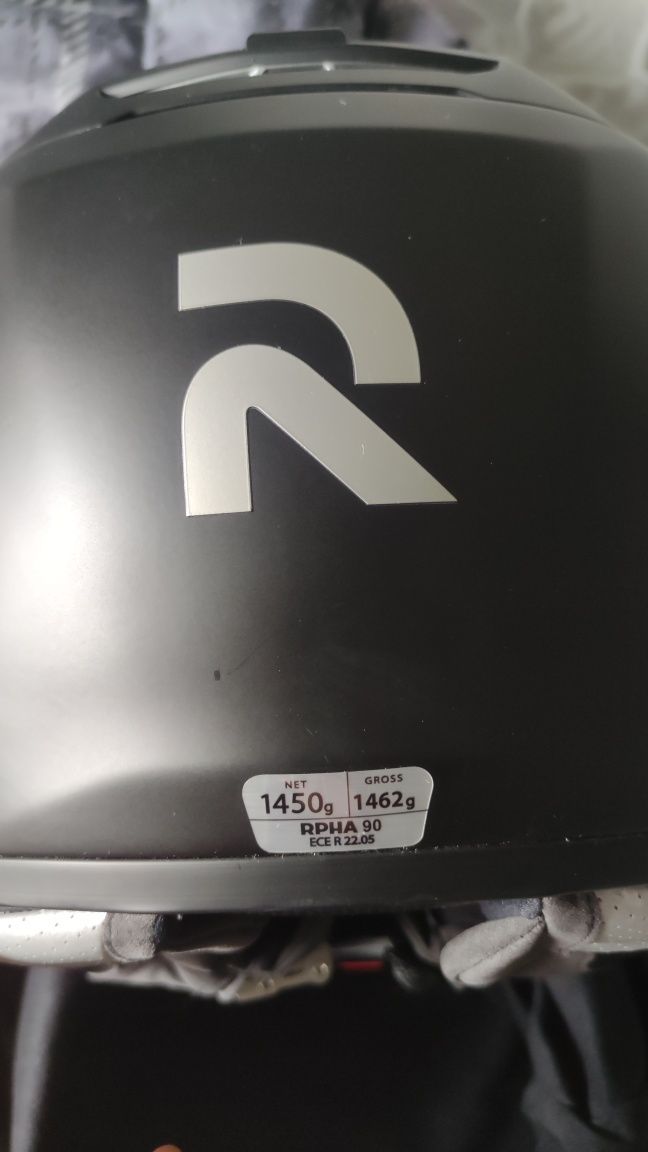 R
NET GROSS
1450g 1462g
RPHA 90
ECE R 22.05